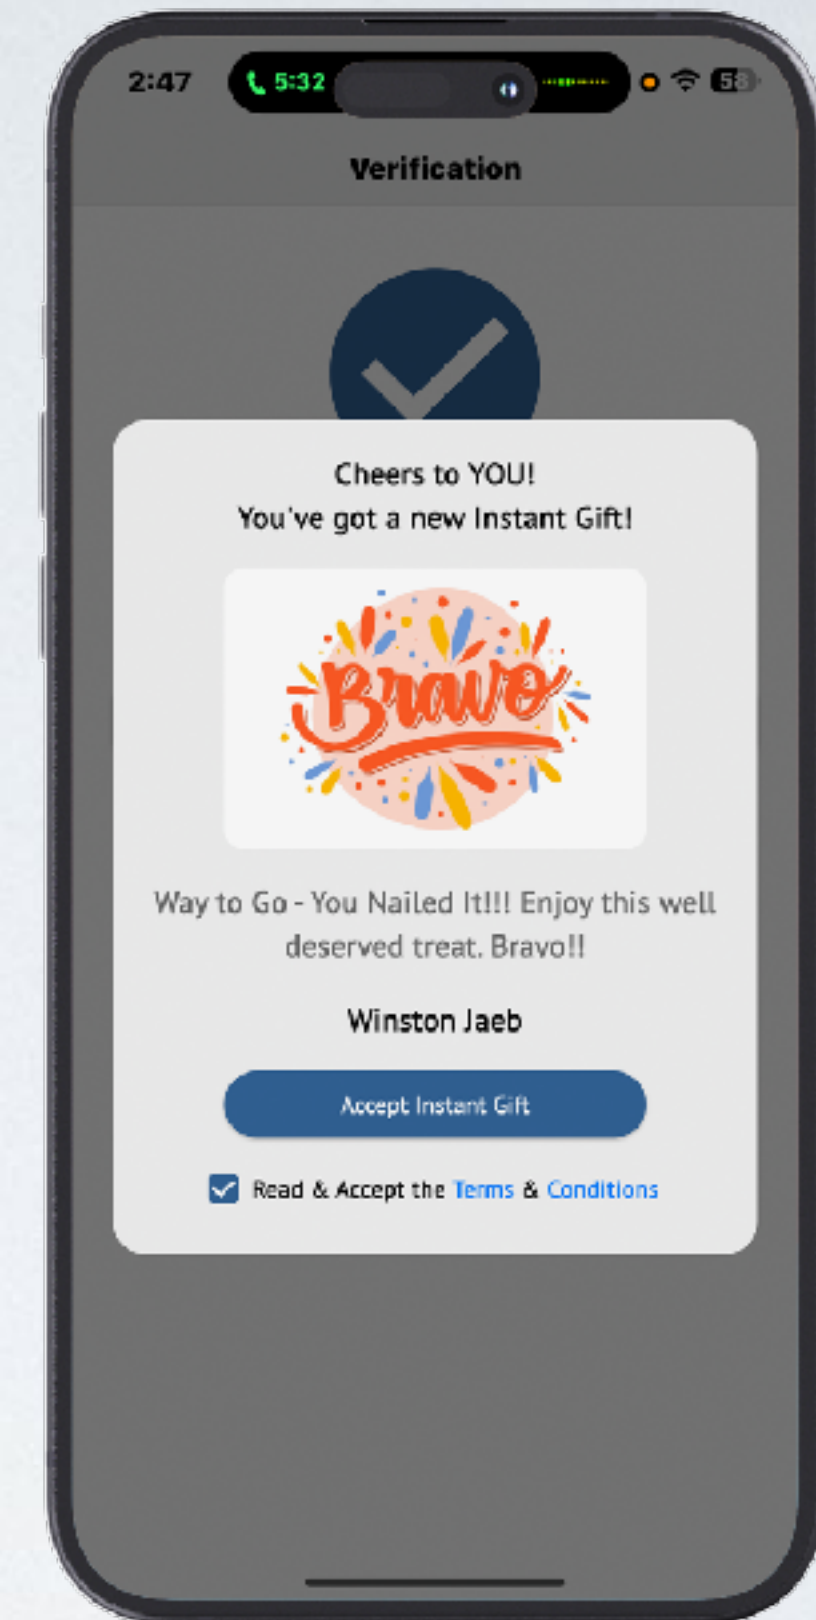 2:47
5:32
58
Verification
Cheers to YOU!
You've got a new Instant Gift!
Bravo
Way to Go - You Nailed It!!! Enjoy this well
deserved treat. Bravo!!
Winston Jaeb
Accept Instant Gift
Read & Accept the Terms & Conditions